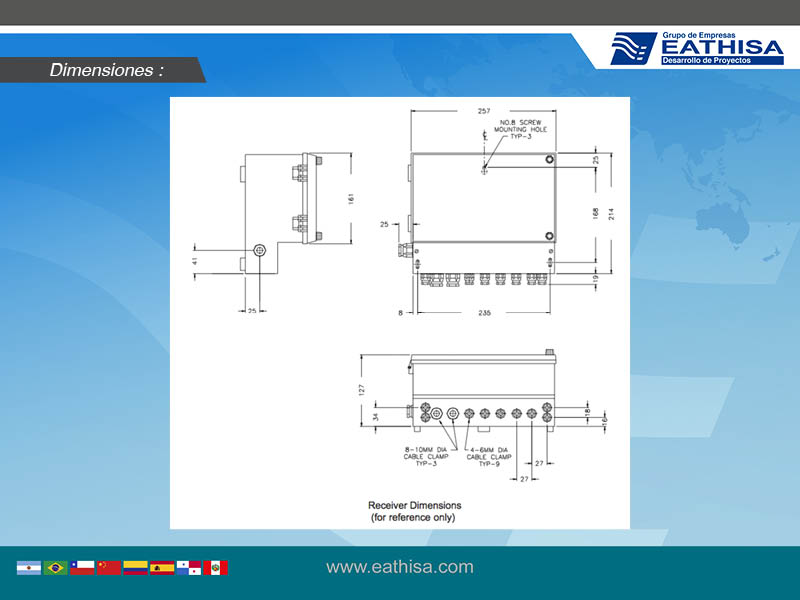 Grupo de Empresas
EATHISA
Desarrollo de Proyectos
Dimensiones :
257
NO.8 SCREW
MOUNTING HOLE
TYP-3
25
161
168
214
25
41
19
25
8
235
127
34
18
16
8-10MM DIA
CABLE CLAMP
TYP-3
4-6MM DIA
CABLE CLAMP
TYP-9
27
27
Receiver Dimensions
(for reference only)
www.eathisa.com